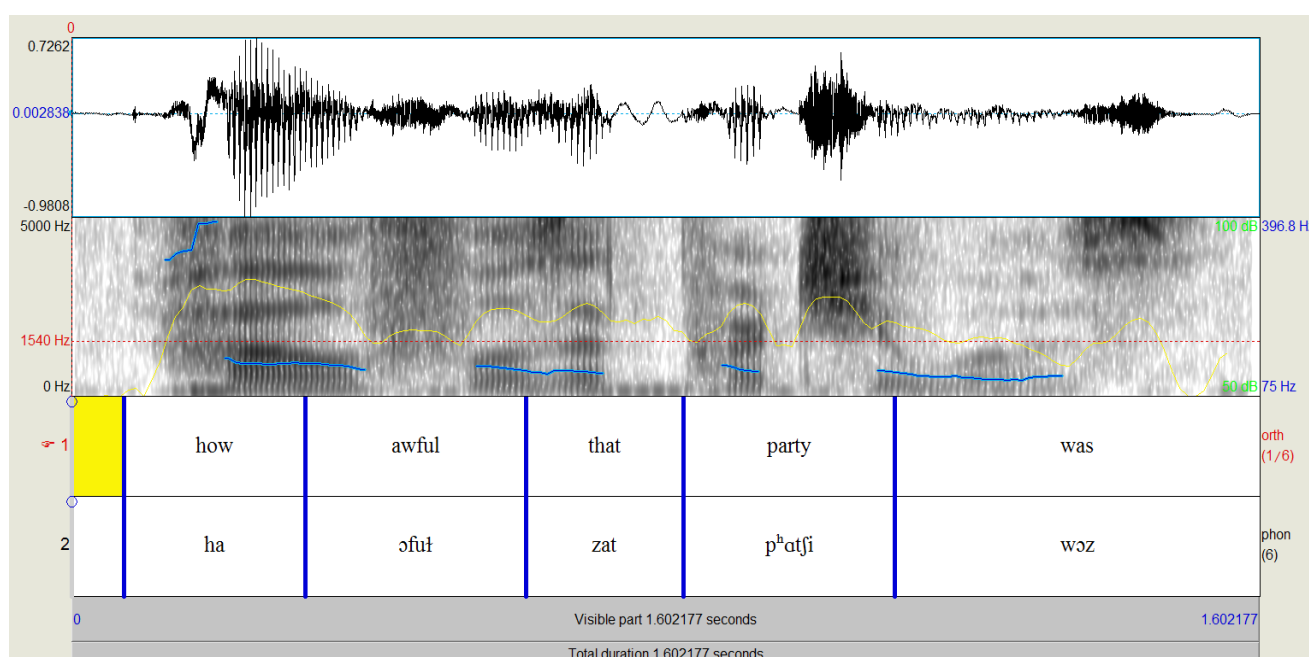 0
0.7262
0.002838
-0.9808
5000 Hz 100 dB 396.8 H
1540 Hz
0 Hz 50 dB 75 Hz
☞ 1 how awful that party was orth (1/6)
2 ha ɔfuɫ zat pʰɑtʃi wɔz phon (6)
0 Visible part 1.602177 seconds 1.602177
Total duration 1.602177 seconds